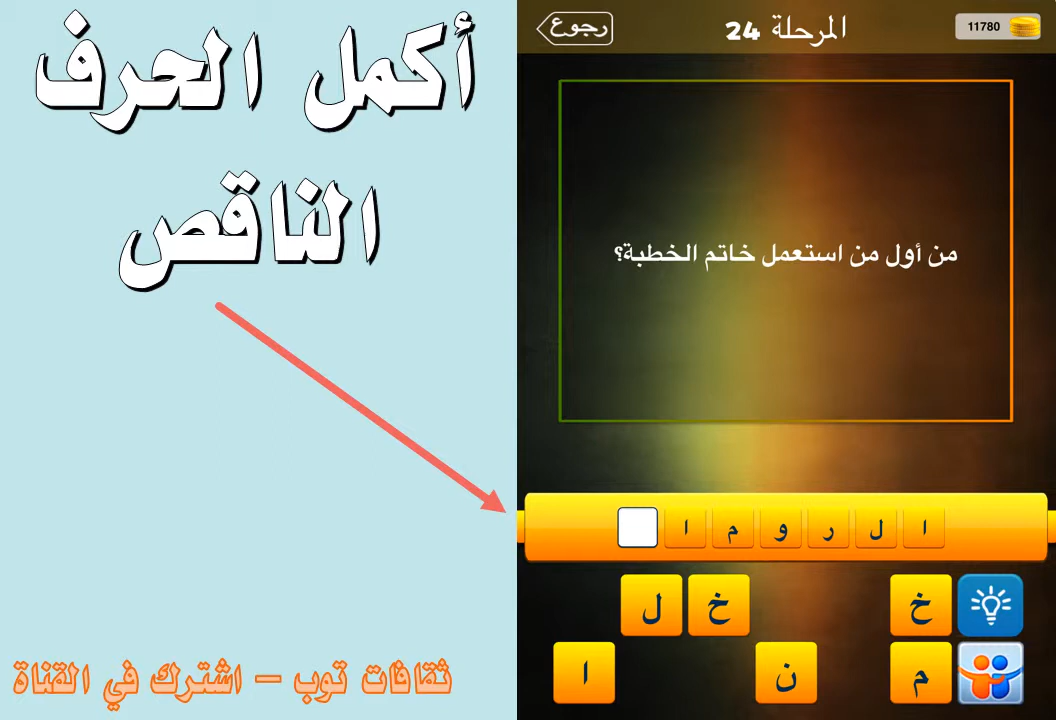 أكمل الحرف
الناقص
ثقافات توب – اشترك في القناة
رجوع
المرحلة 24
11780
من أول من استعمل خاتم الخطبة؟
ا ل ر و م ا
خ خ ل
م ن ا